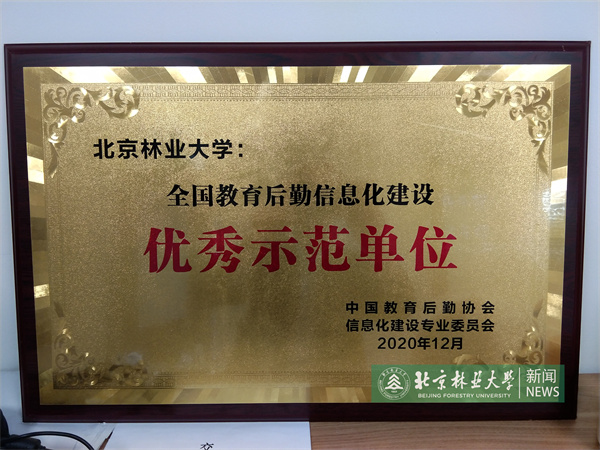 北京林业大学：
全国教育后勤信息化建设
优秀示范单位
中国教育后勤协会
信息化建设专业委员会
2020年12月
北京林业大学 新闻
BEIJING FORESTRY UNIVERSITY NEWS
交